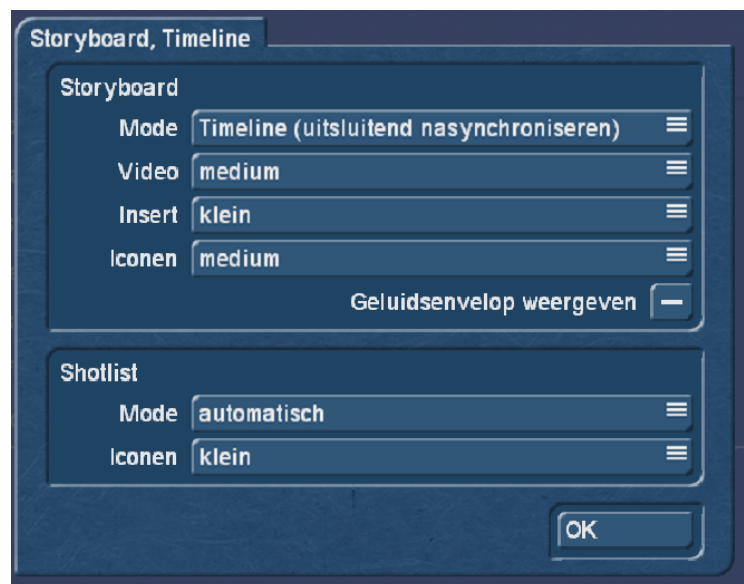 Storyboard, Timeline
Storyboard
Mode Timeline (uitsluitend nasynchroniseren)
Video medium
Insert klein
Iconen medium
Geluidsenvelop weergeven
Shotlist
Mode automatisch
Iconen klein
OK